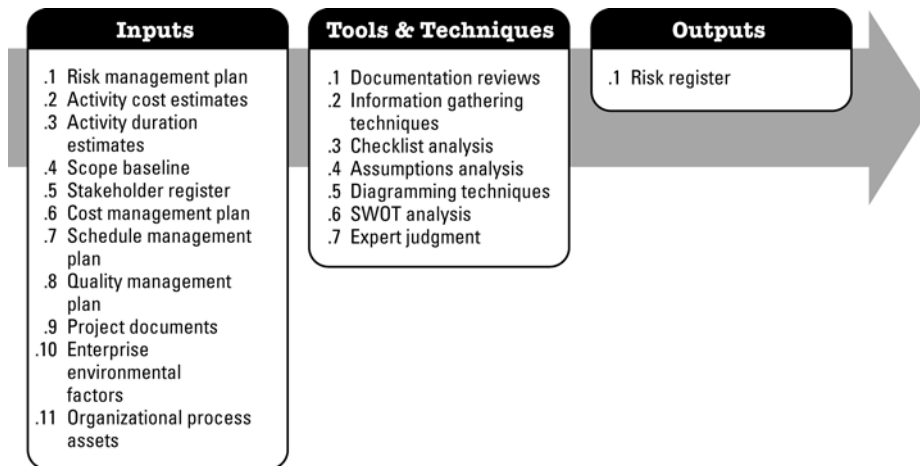 Inputs
.1 Risk management plan
.2 Activity cost estimates
.3 Activity duration
estimates
.4 Scope baseline
.5 Stakeholder register
.6 Cost management plan
.7 Schedule management
plan
.8 Quality management
plan
.9 Project documents
.10 Enterprise
environmental
factors
.11 Organizational process
assets
Tools & Techniques
.1 Documentation reviews
.2 Information gathering
techniques
.3 Checklist analysis
.4 Assumptions analysis
.5 Diagramming techniques
.6 SWOT analysis
.7 Expert judgment
Outputs
.1 Risk register